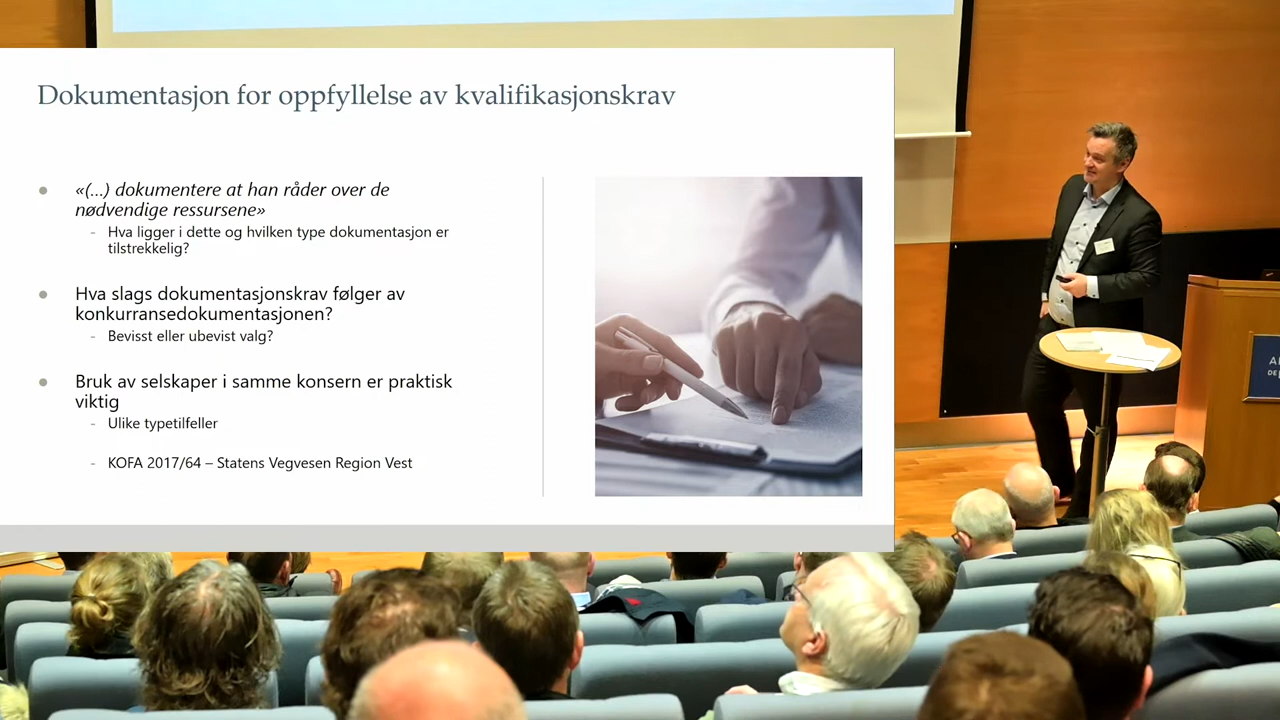 Dokumentasjon for oppfyllelse av kvalifikasjonskrav
«(...) dokumentere at han råder over de
nødvendige ressursene»
- Hva ligger i dette og hvilken type dokumentasjon er
tilstrekkelig?
Hva slags dokumentasjonskrav følger av
konkurransedokumentasjonen?
- Bevisst eller ubevist valg?
Bruk av selskaper i samme konsern er praktisk
viktig
- Ulike typetilfeller
- KOFA 2017/64 – Statens Vegvesen Region Vest